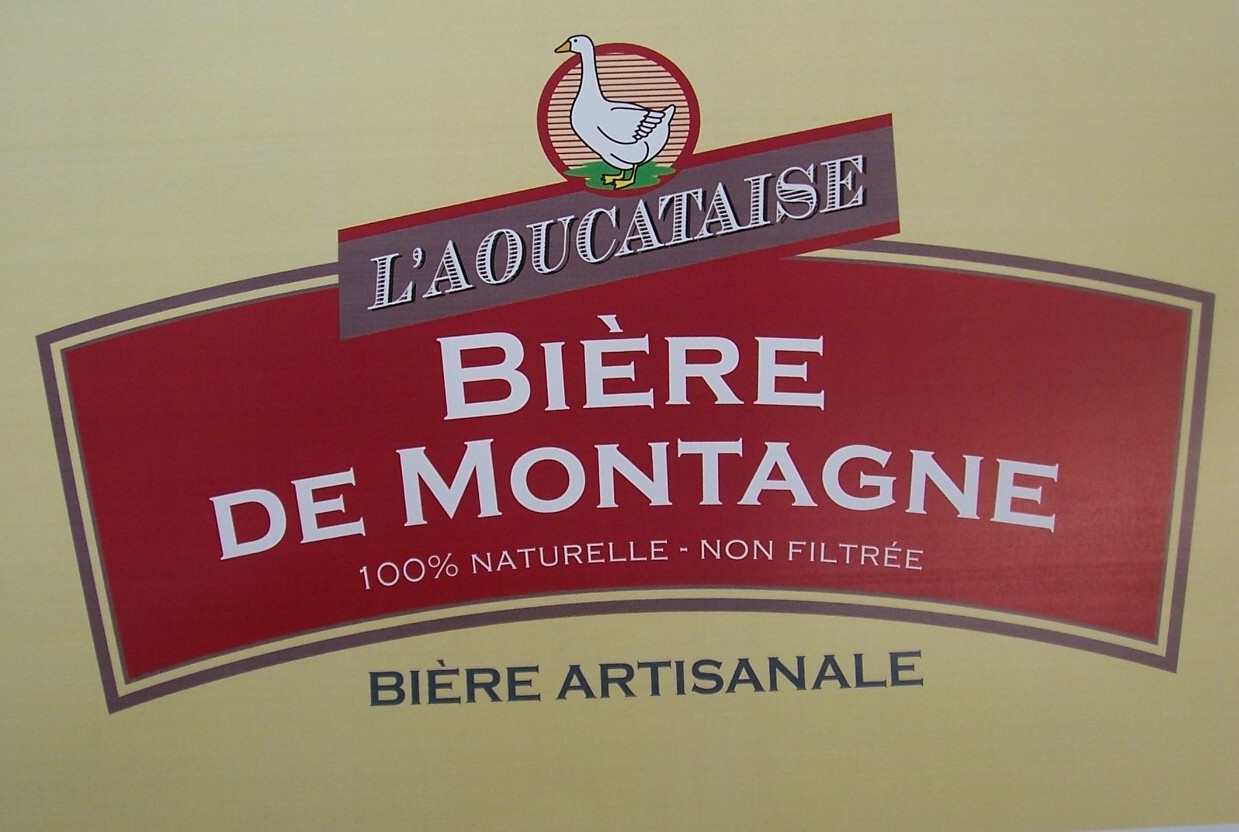 L'AOUCATAISE
BIÈRE
DE MONTAGNE
100% NATURELLE - NON FILTRÉE
BIÈRE ARTISANALE